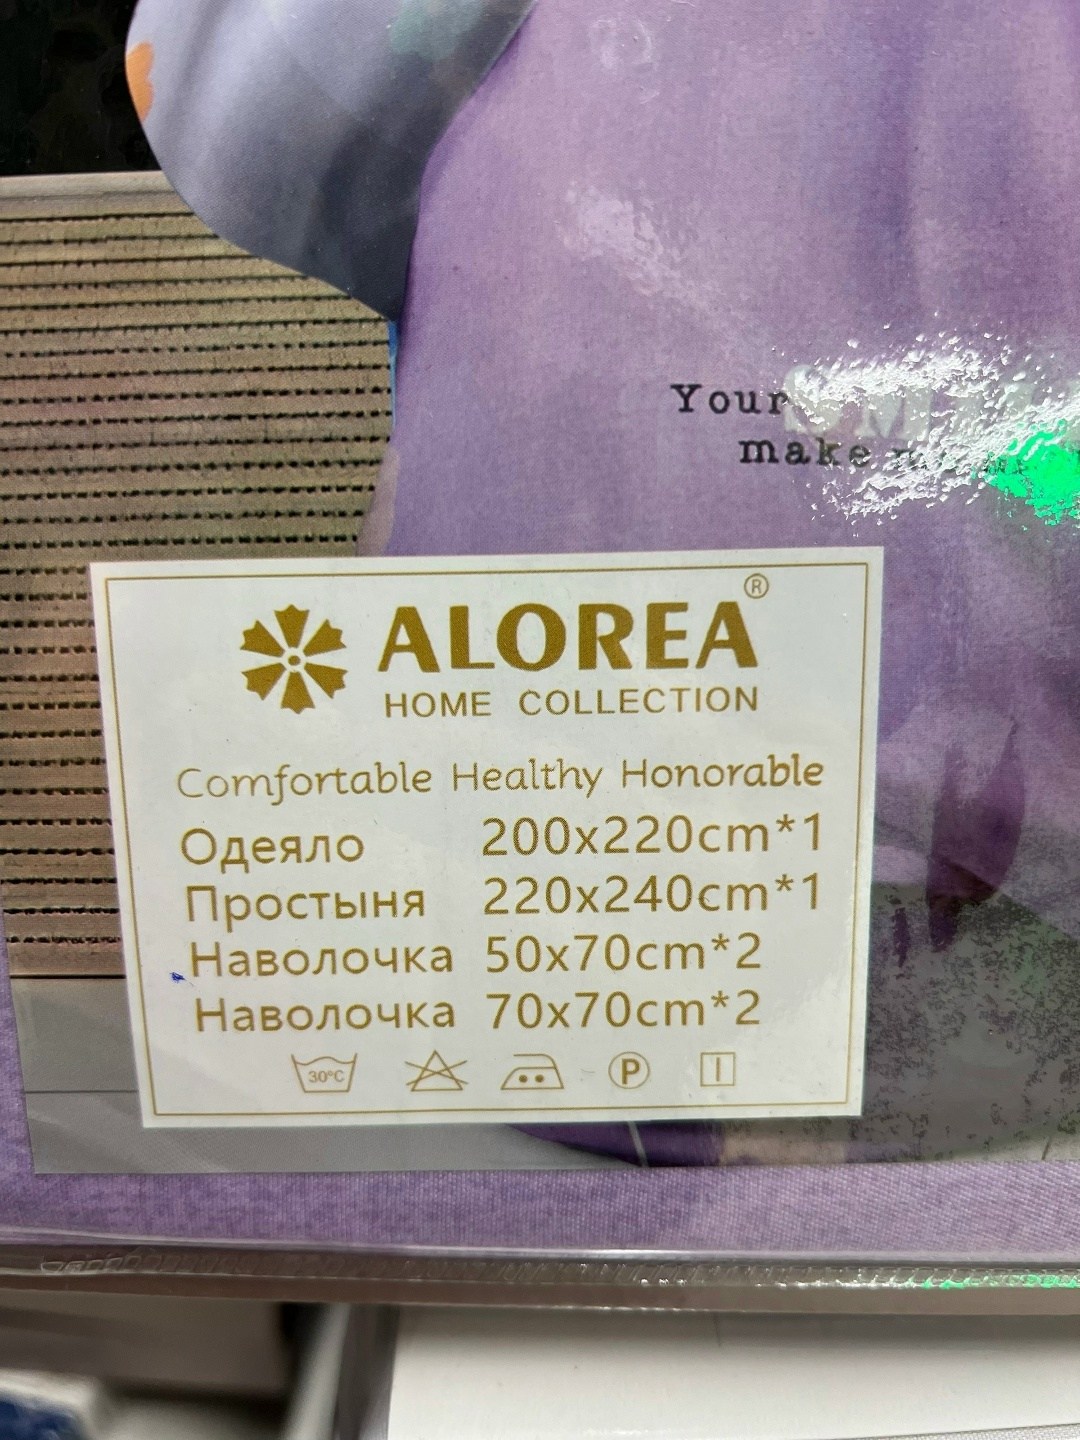 Your
make
ALOREA®
HOME COLLECTION
Comfortable Healthy Honorable
Одеяло 200x220cm*1
Простыня 220x240cm*1
Наволочка 50x70cm*2
Наволочка 70x70cm*2
30°C P